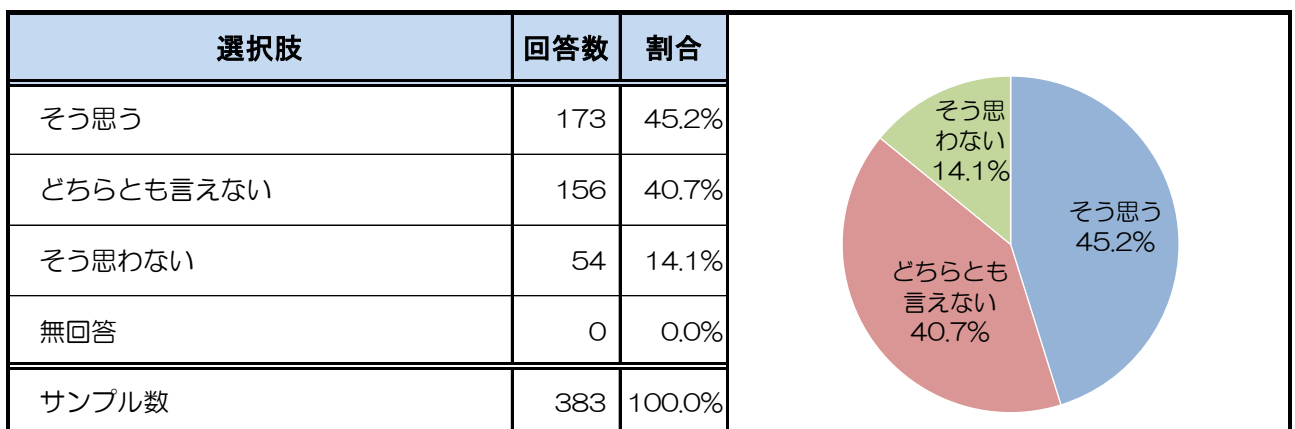 選択肢 回答数 割合
そう思う 173 45.2%
どちらとも言えない 156 40.7%
そう思わない 54 14.1%
無回答 0 0.0%
サンプル数 383 100.0%
そう思
わない
14.1%
そう思う
45.2%
どちらとも
言えない
40.7%